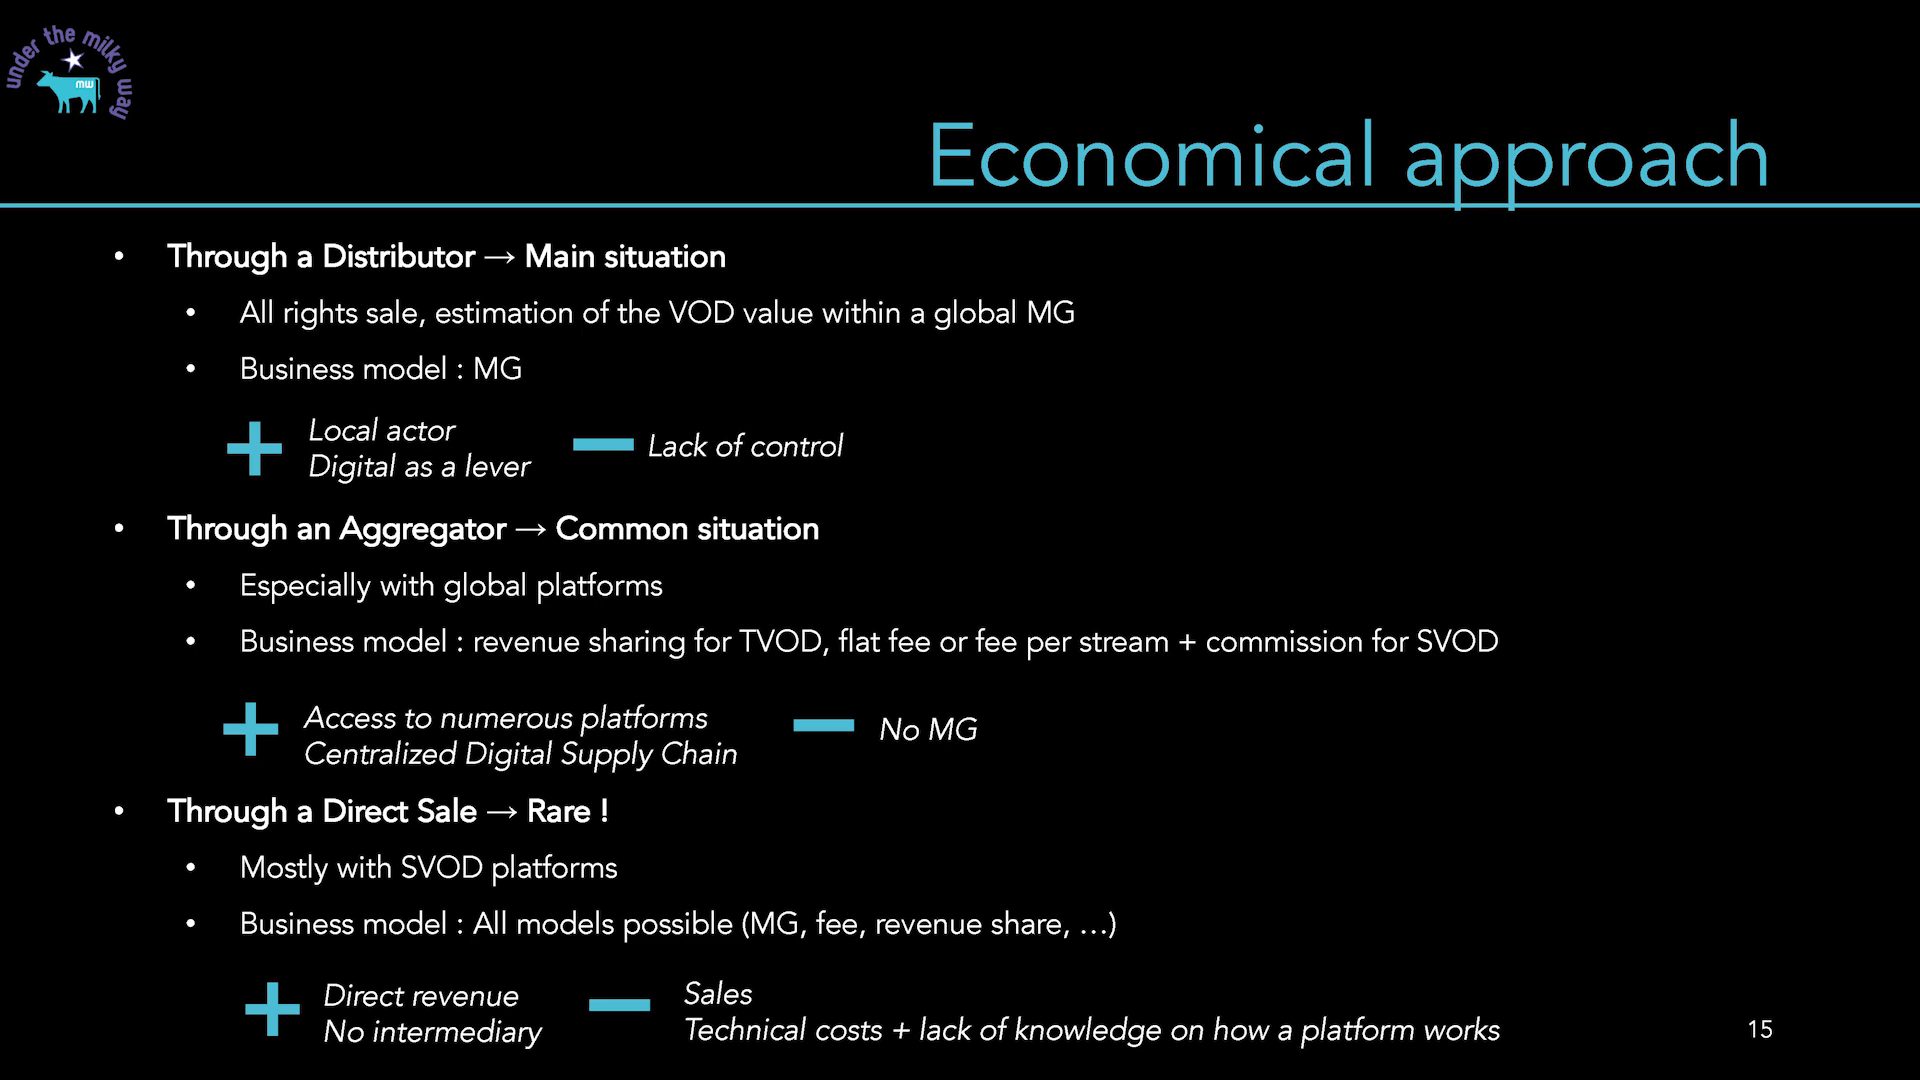 under the milky way
mw
Economical approach
• Through a Distributor → Main situation
• All rights sale, estimation of the VOD value within a global MG
• Business model : MG
Local actor
Digital as a lever
Lack of control
• Through an Aggregator → Common situation
• Especially with global platforms
• Business model : revenue sharing for TVOD, flat fee or fee per stream + commission for SVOD
Access to numerous platforms
Centralized Digital Supply Chain
No MG
• Through a Direct Sale → Rare !
• Mostly with SVOD platforms
• Business model : All models possible (MG, fee, revenue share, …)
Direct revenue
No intermediary
Sales
Technical costs + lack of knowledge on how a platform works
15